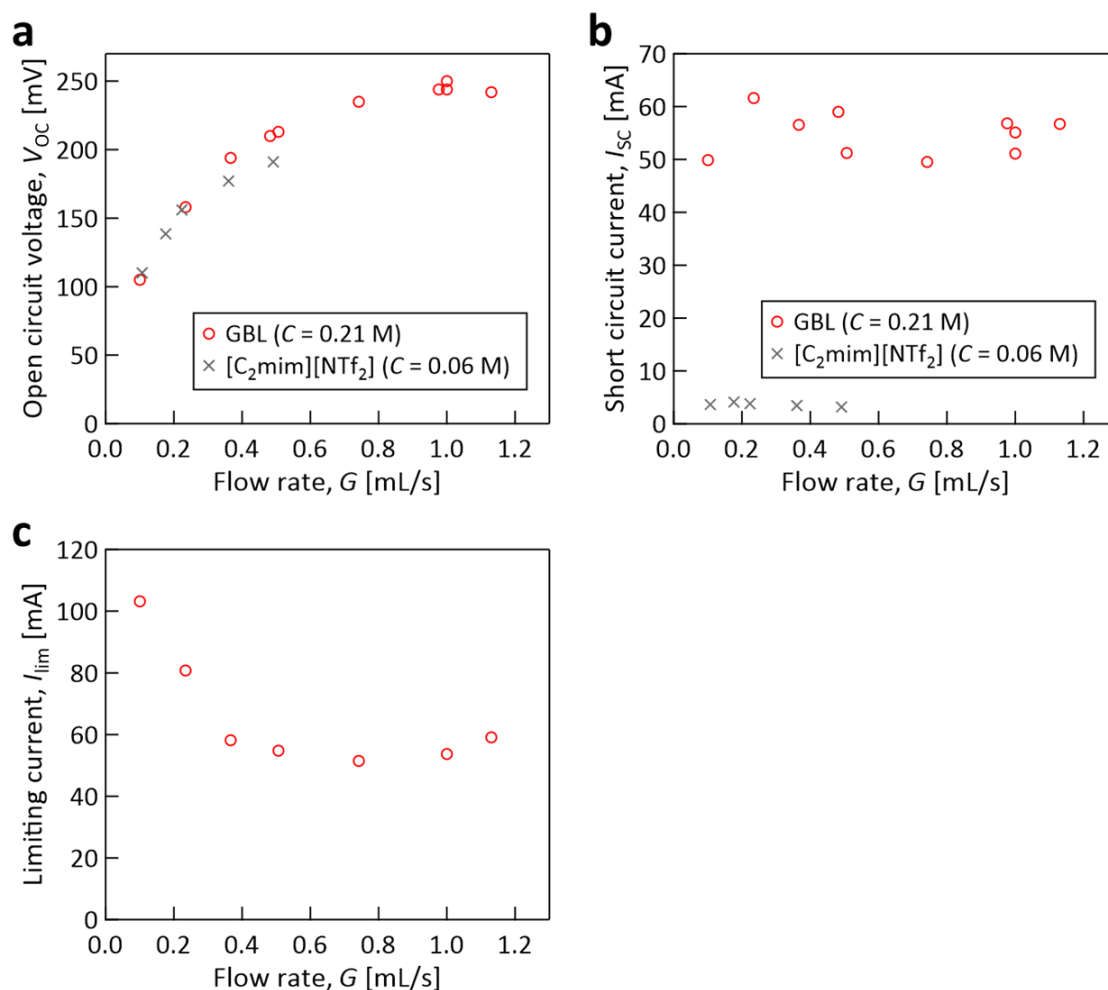 a
Open circuit voltage, V_OC [mV]
250
200
150
100
50
0
GBL (C = 0.21 M)
[C₂mim][NTf₂] (C = 0.06 M)
0.0 0.2 0.4 0.6 0.8 1.0 1.2
Flow rate, G [mL/s]
b
Short circuit current, I_SC [mA]
70
60
50
40
30
20
10
0
GBL (C = 0.21 M)
[C₂mim][NTf₂] (C = 0.06 M)
0.0 0.2 0.4 0.6 0.8 1.0 1.2
Flow rate, G [mL/s]
c
Limiting current, I_lim [mA]
120
100
80
60
40
20
0
0.0 0.2 0.4 0.6 0.8 1.0 1.2
Flow rate, G [mL/s]